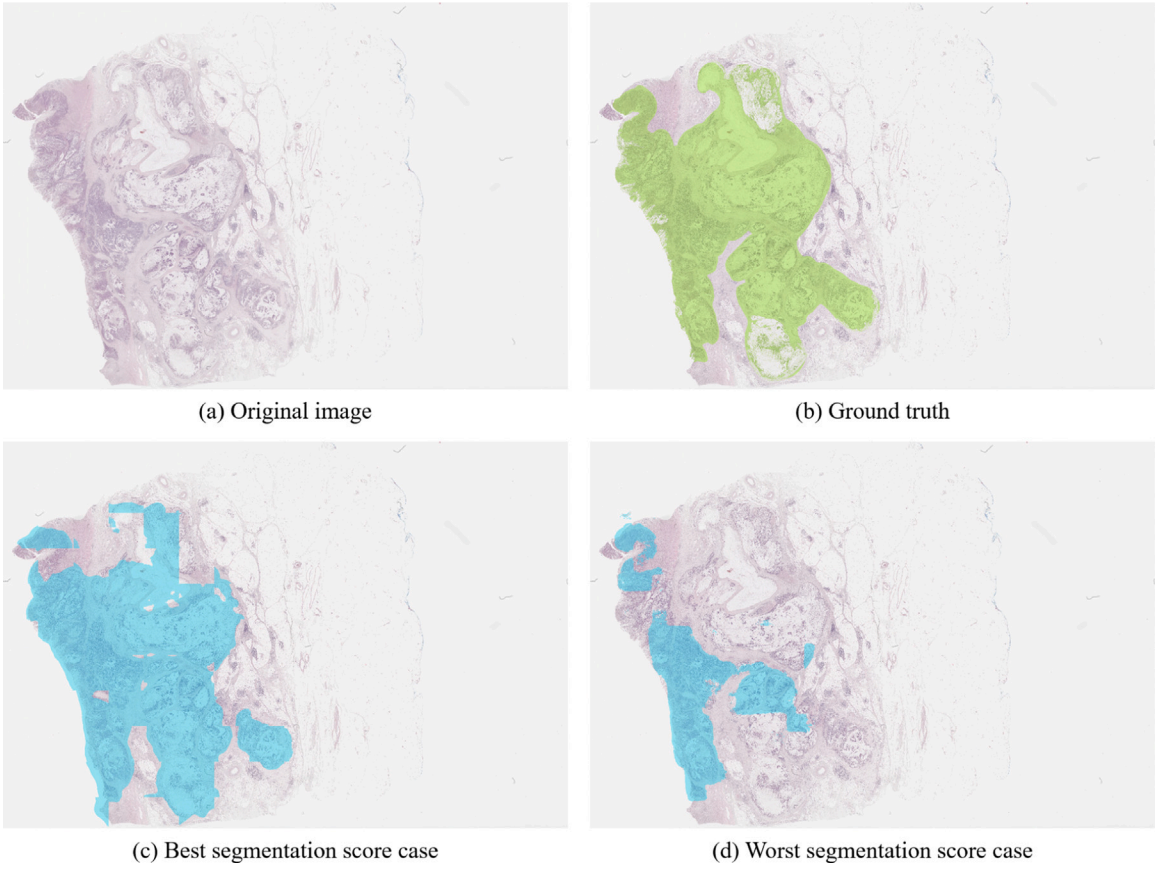 (a) Original image
(b) Ground truth
(c) Best segmentation score case
(d) Worst segmentation score case